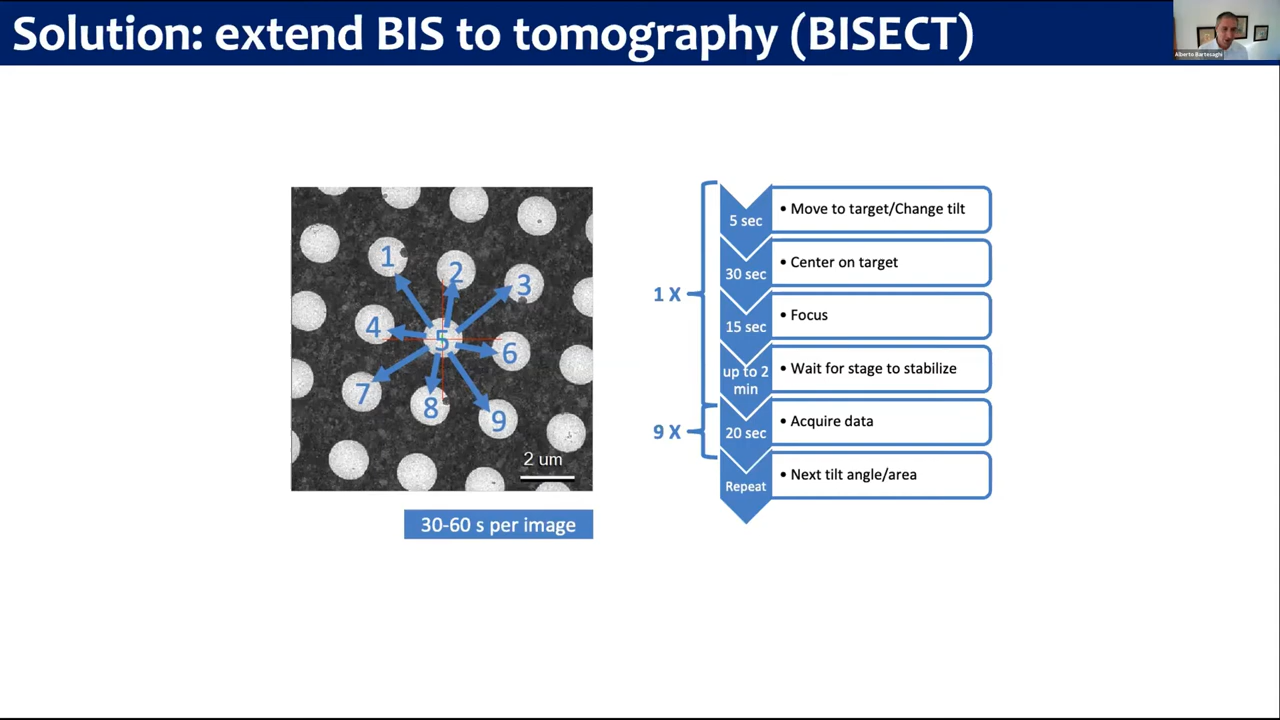 Solution: extend BIS to tomography (BISECT)
Alberto Bartesaghi
1
2
3
4
5
6
7
8
9
2 um
30-60 s per image
1 X
9 X
5 sec
• Move to target/Change tilt
30 sec
• Center on target
15 sec
• Focus
up to 2
min
• Wait for stage to stabilize
20 sec
• Acquire data
Repeat
• Next tilt angle/area